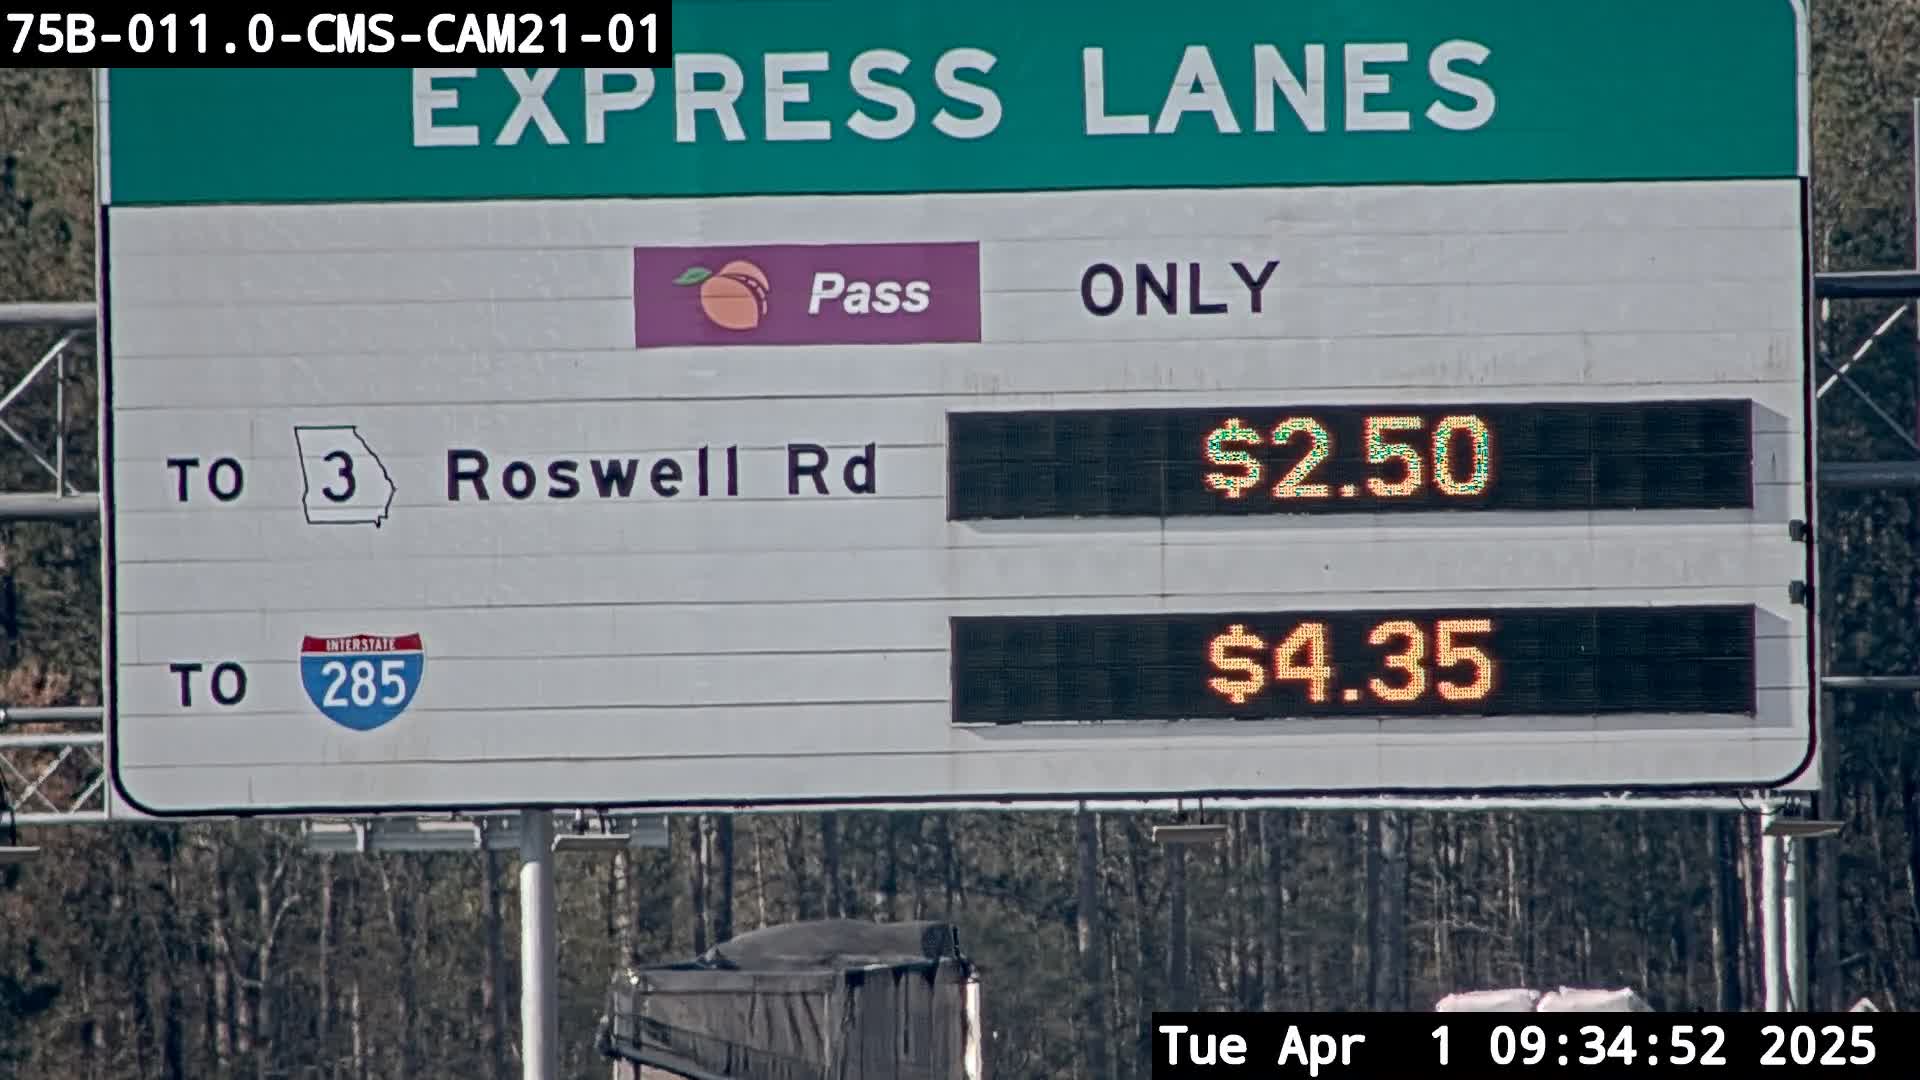 75B-011.0-CMS-CAM21-01
EXPRESS LANES
Pass ONLY
TO 3 Roswell Rd $2.50
INTERSTATE
TO 285 $4.35
Tue Apr 1 09:34:52 2025